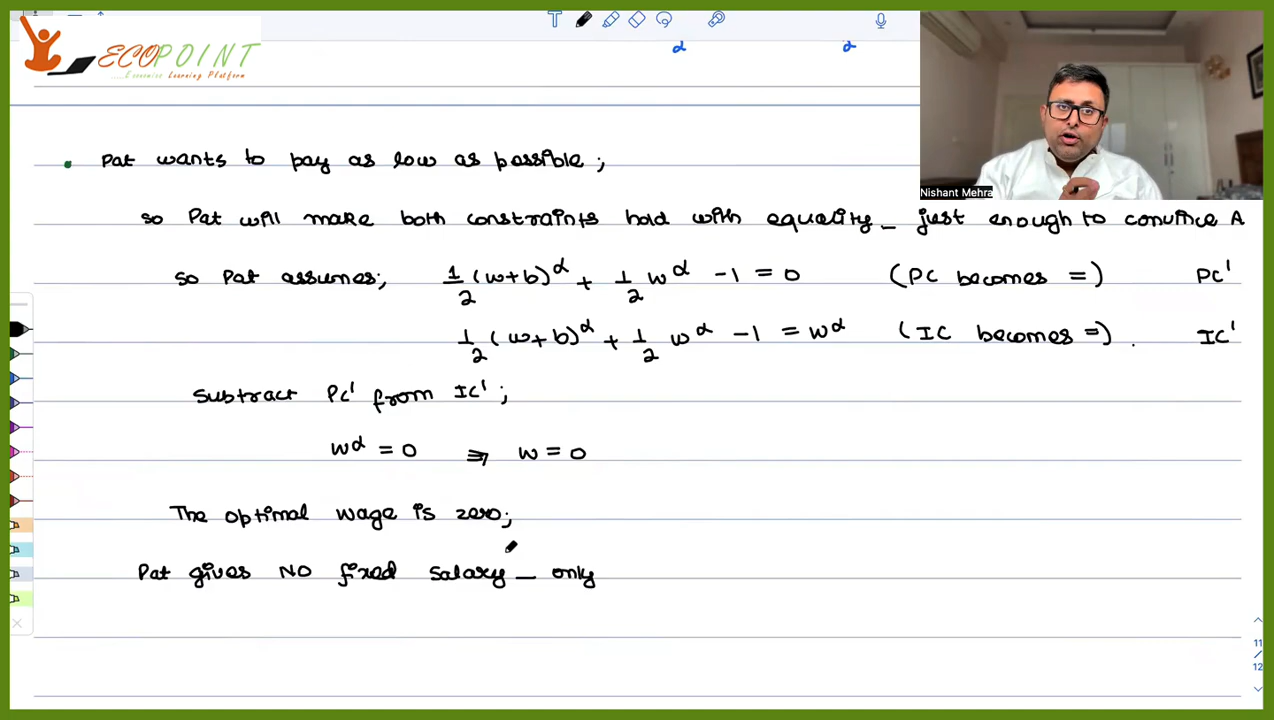 ECOPOINT
....Economics Learning Platform
T
α α
Nishant Mehra
• Pat wants to pay as low as possible;
so Pat will make both constraints hold with equality _ just enough to convince A
so Pat assumes; 1/2 (w+b)^α + 1/2 w^α -1 = 0 (PC becomes =) PC'
1/2 (w+b)^α + 1/2 w^α -1 = w^α (IC becomes =). IC'
Subtract PC' from IC';
w^α = 0 ⇒ w = 0
The optimal wage is zero;
Pat gives NO fixed salary _ only
11
/
12